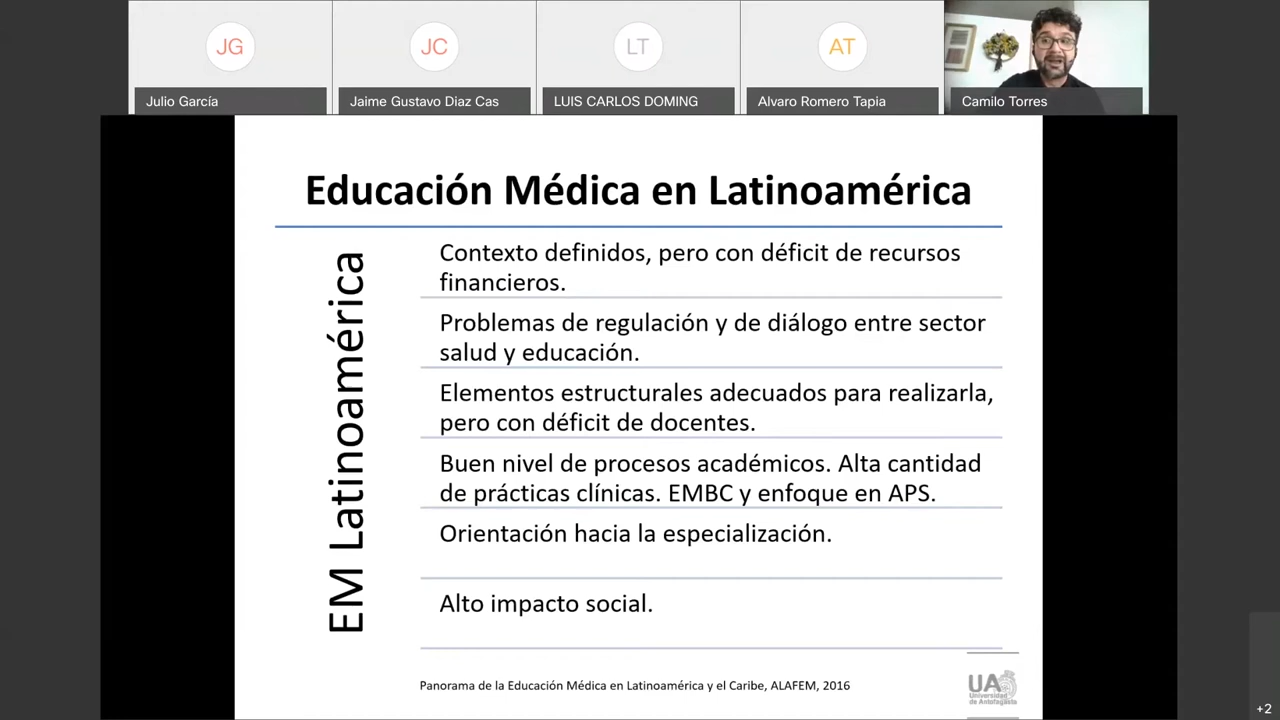 JG
JC
LT
AT
Julio García
Jaime Gustavo Diaz Cas
LUIS CARLOS DOMING
Alvaro Romero Tapia
Camilo Torres
Educación Médica en Latinoamérica
EM Latinoamérica
Contexto definidos, pero con déficit de recursos
financieros.
Problemas de regulación y de diálogo entre sector
salud y educación.
Elementos estructurales adecuados para realizarla,
pero con déficit de docentes.
Buen nivel de procesos académicos. Alta cantidad
de prácticas clínicas. EMBC y enfoque en APS.
Orientación hacia la especialización.
Alto impacto social.
Panorama de la Educación Médica en Latinoamérica y el Caribe, ALAFEM, 2016
UA
Universidad
de Antofagasta
+2